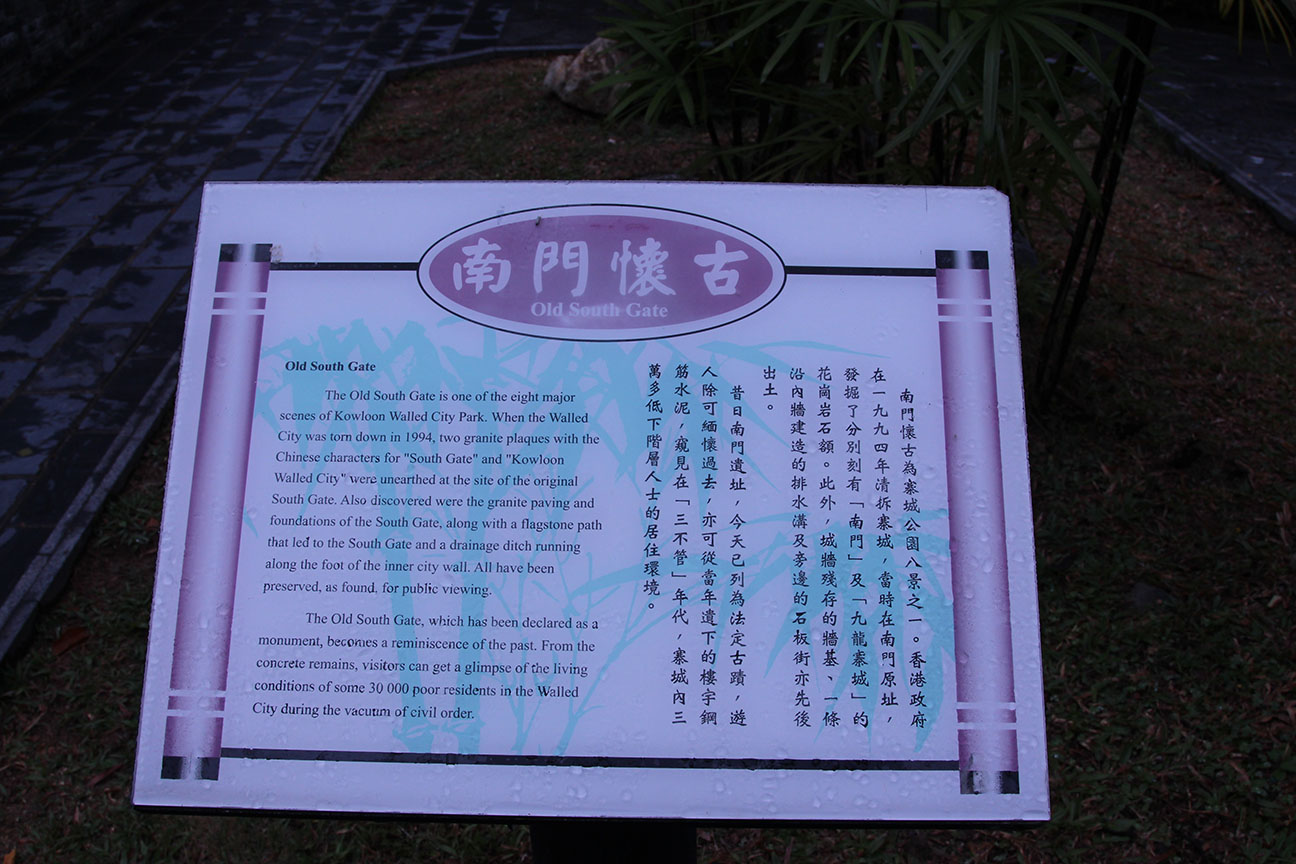 南門懷古
Old South Gate
Old South Gate
The Old South Gate is one of the eight major
scenes of Kowloon Walled City Park. When the Walled
City was torn down in 1994, two granite plaques with the
Chinese characters for "South Gate" and "Kowloon
Walled City" were unearthed at the site of the original
South Gate. Also discovered were the granite paving and
foundations of the South Gate, along with a flagstone path
that led to the South Gate and a drainage ditch running
along the foot of the inner city wall. All have been
preserved, as found, for public viewing.
The Old South Gate, which has been declared as a
monument, becomes a reminiscence of the past. From the
concrete remains, visitors can get a glimpse of the living
conditions of some 30 000 poor residents in the Walled
City during the vacuum of civil order.
南門懷古為寨城公園八景之一。香港政府
在一九九四年清拆寨城，當時在南門原址，
發掘了分別刻有「南門」及「九龍寨城」的
花崗岩石額。此外，城牆殘存的牆基、一條
沿內牆建造的排水溝及旁邊的石板街亦先後
出土。
昔日南門遺址，今天已列為法定古蹟，遊
人除可緬懷過去，亦可從當年遺下的樓宇鋼
筋水泥，窺見在「三不管」年代，寨城內三
萬多低下階層人士的居住環境。